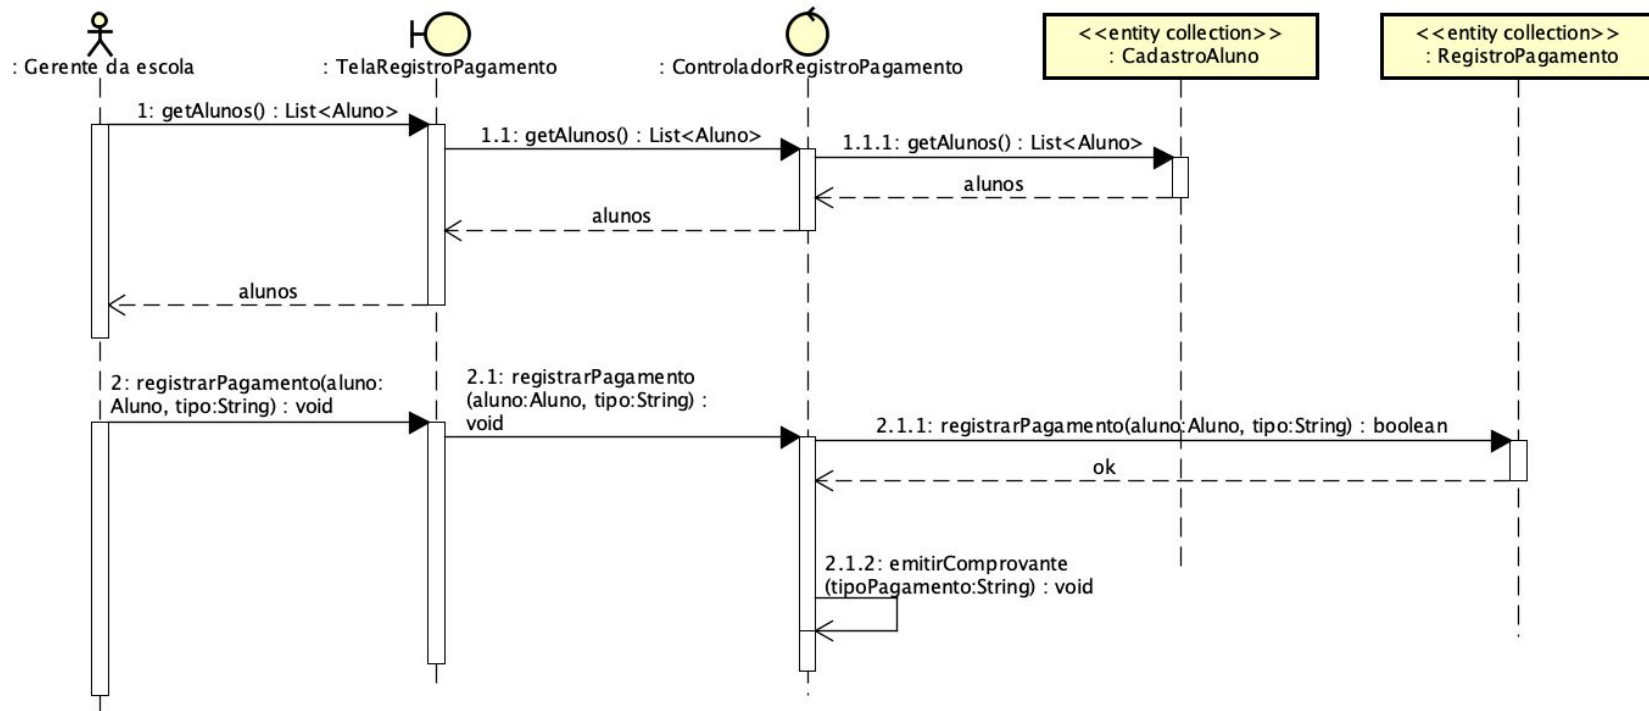 <<entity collection>>
<<entity collection>>
: Gerente da escola
: TelaRegistroPagamento
: ControladorRegistroPagamento
: CadastroAluno
: RegistroPagamento
1: getAlunos() : List<Aluno>
1.1: getAlunos() : List<Aluno>
1.1.1: getAlunos() : List<Aluno>
alunos
alunos
alunos
2: registrarPagamento(aluno:
Aluno, tipo:String) : void
2.1: registrarPagamento
(aluno:Aluno, tipo:String) :
void
2.1.1: registrarPagamento(aluno:Aluno, tipo:String) : boolean
ok
2.1.2: emitirComprovante
(tipoPagamento:String) : void